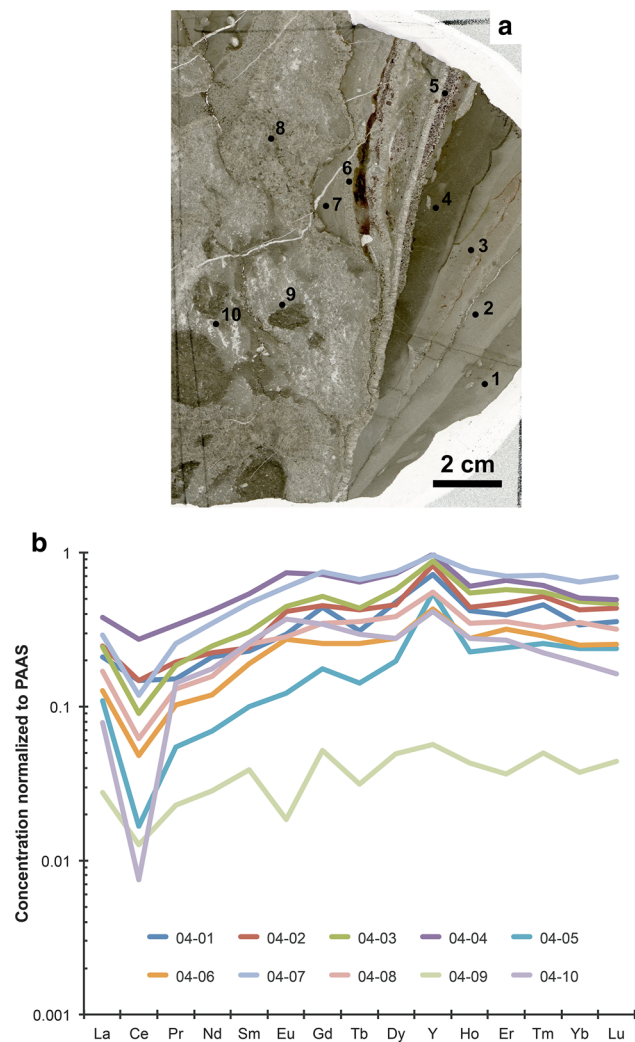 a
5
8
6
4
7
3
9
2
10
1
2 cm
b
1
0.1
0.01
0.001
Concentration normalized to PAAS
04-01 04-02 04-03 04-04 04-05
04-06 04-07 04-08 04-09 04-10
La Ce Pr Nd Sm Eu Gd Tb Dy Y Ho Er Tm Yb Lu